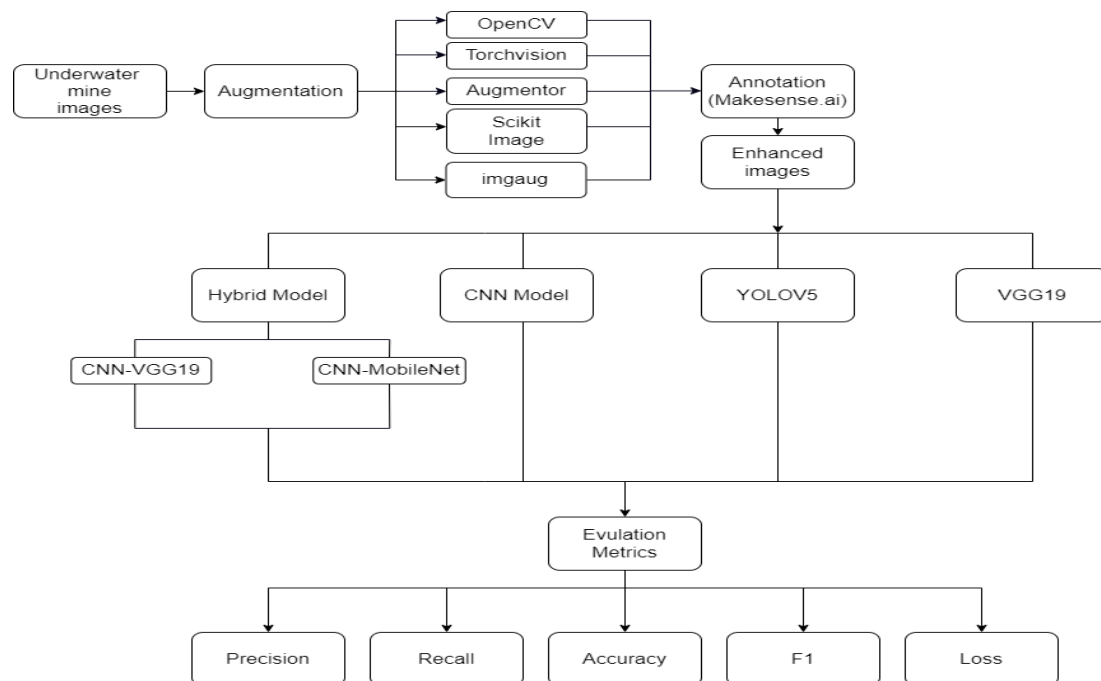 OpenCV
Torchvision
Underwater
mine
images
Augmentation
Augmentor
Annotation
(Makesense.ai)
Scikit
Image
Enhanced
images
imgaug
Hybrid Model
CNN Model
YOLOV5
VGG19
CNN-VGG19
CNN-MobileNet
Evulation
Metrics
Precision
Recall
Accuracy
F1
Loss